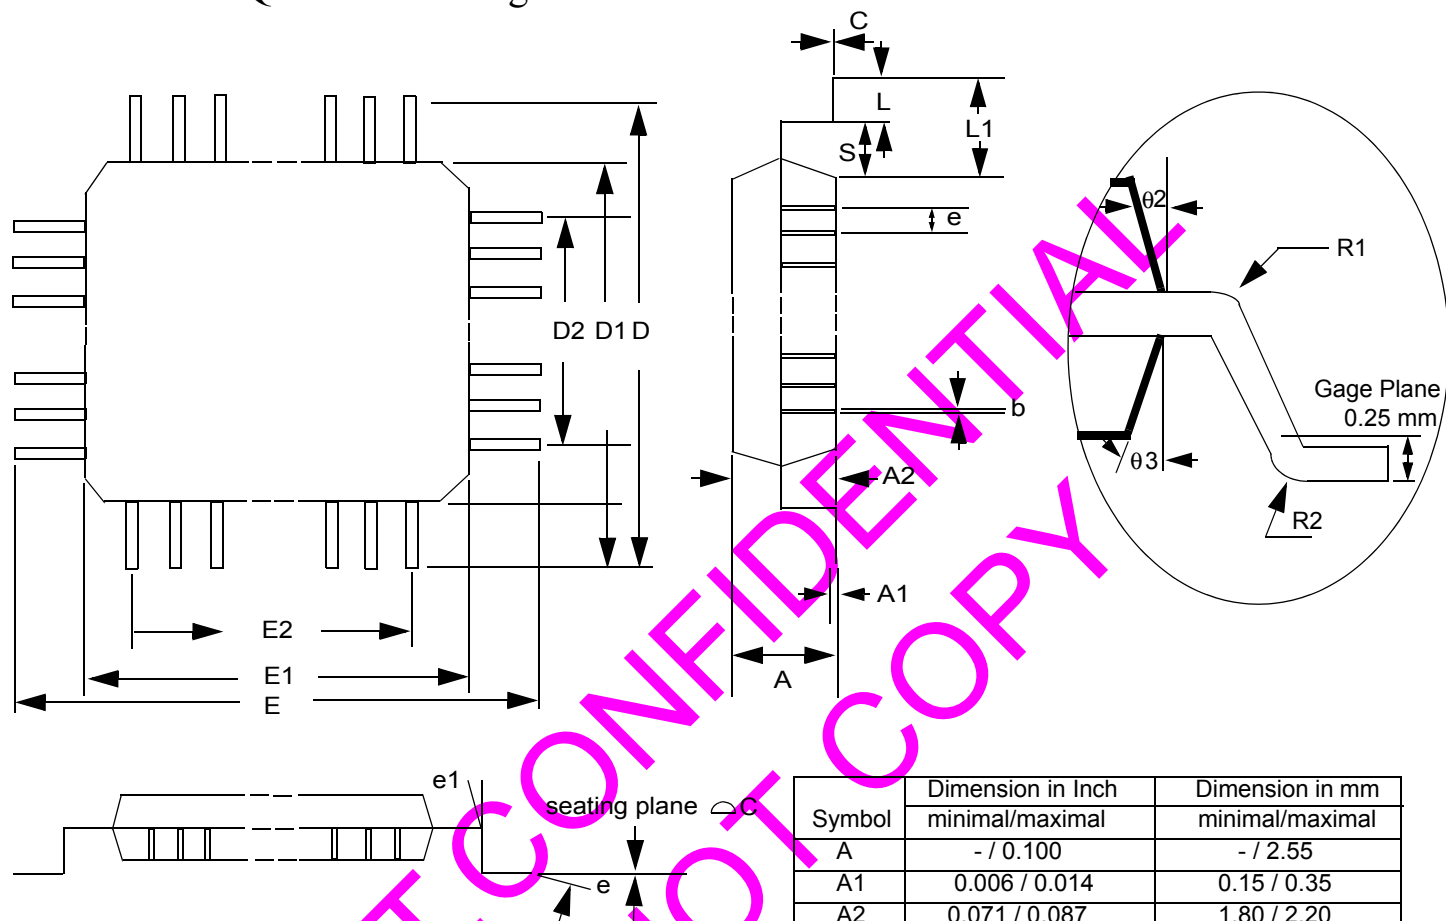 C
L
L1
S
e
θ2
R1
D2 D1 D
Gage Plane
0.25 mm
b
θ3
A2
R2
A1
E2
E1
A
E
e1
seating plane ⌓ C
e
CONFIDENTIAL
NOT COPY
Symbol
Dimension in Inch
Dimension in mm
minimal/maximal
minimal/maximal
A - / 0.100 - / 2.55
A1 0.006 / 0.014 0.15 / 0.35
A2 0.071 / 0.087 1.80 / 2.20